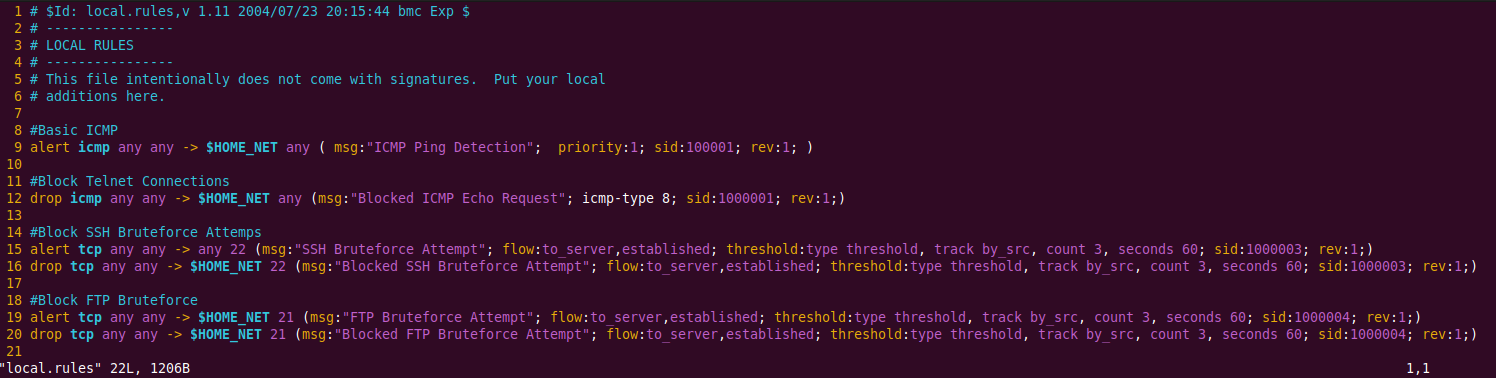 1 # $Id: local.rules,v 1.11 2004/07/23 20:15:44 bmc Exp $
2 # ----------------
3 # LOCAL RULES
4 # ----------------
5 # This file intentionally does not come with signatures.  Put your local
6 # additions here.
7
8 #Basic ICMP
9 alert icmp any any -> $HOME_NET any ( msg:"ICMP Ping Detection";  priority:1; sid:100001; rev:1; )
10
11 #Block Telnet Connections
12 drop icmp any any -> $HOME_NET any (msg:"Blocked ICMP Echo Request"; icmp-type 8; sid:1000001; rev:1;)
13
14 #Block SSH Bruteforce Attemps
15 alert tcp any any -> any 22 (msg:"SSH Bruteforce Attempt"; flow:to_server,established; threshold:type threshold, track by_src, count 3, seconds 60; sid:1000003; rev:1;)
16 drop tcp any any -> $HOME_NET 22 (msg:"Blocked SSH Bruteforce Attempt"; flow:to_server,established; threshold:type threshold, track by_src, count 3, seconds 60; sid:1000003; rev:1;)
17
18 #Block FTP Bruteforce
19 alert tcp any any -> $HOME_NET 21 (msg:"FTP Bruteforce Attempt"; flow:to_server,established; threshold:type threshold, track by_src, count 3, seconds 60; sid:1000004; rev:1;)
20 drop tcp any any -> $HOME_NET 21 (msg:"Blocked FTP Bruteforce Attempt"; flow:to_server,established; threshold:type threshold, track by_src, count 3, seconds 60; sid:1000004; rev:1;)
21
"local.rules" 22L, 1206B 1,1